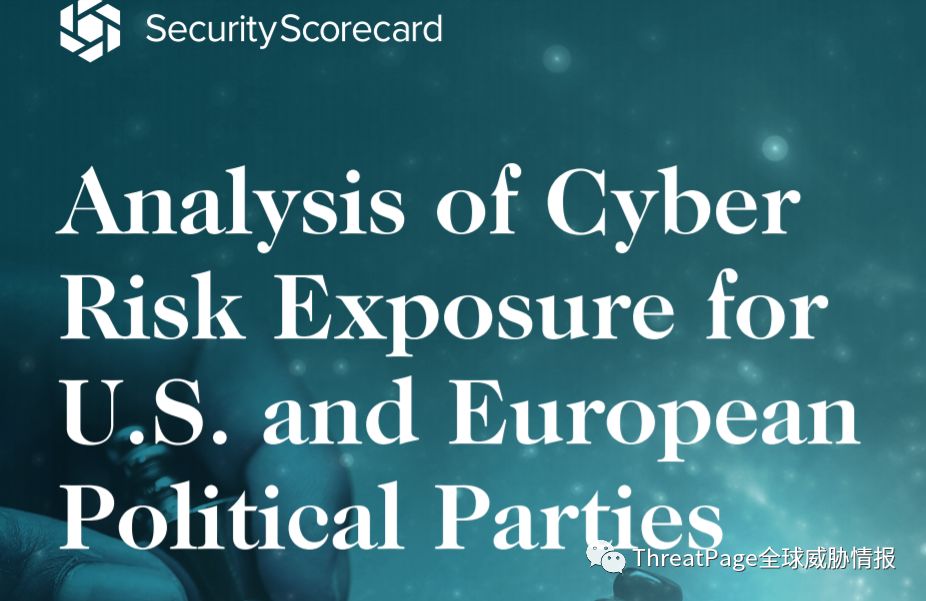 SecurityScorecard
Analysis of Cyber
Risk Exposure for
U.S. and European
Political Parties
ThreatPage全球威胁情报